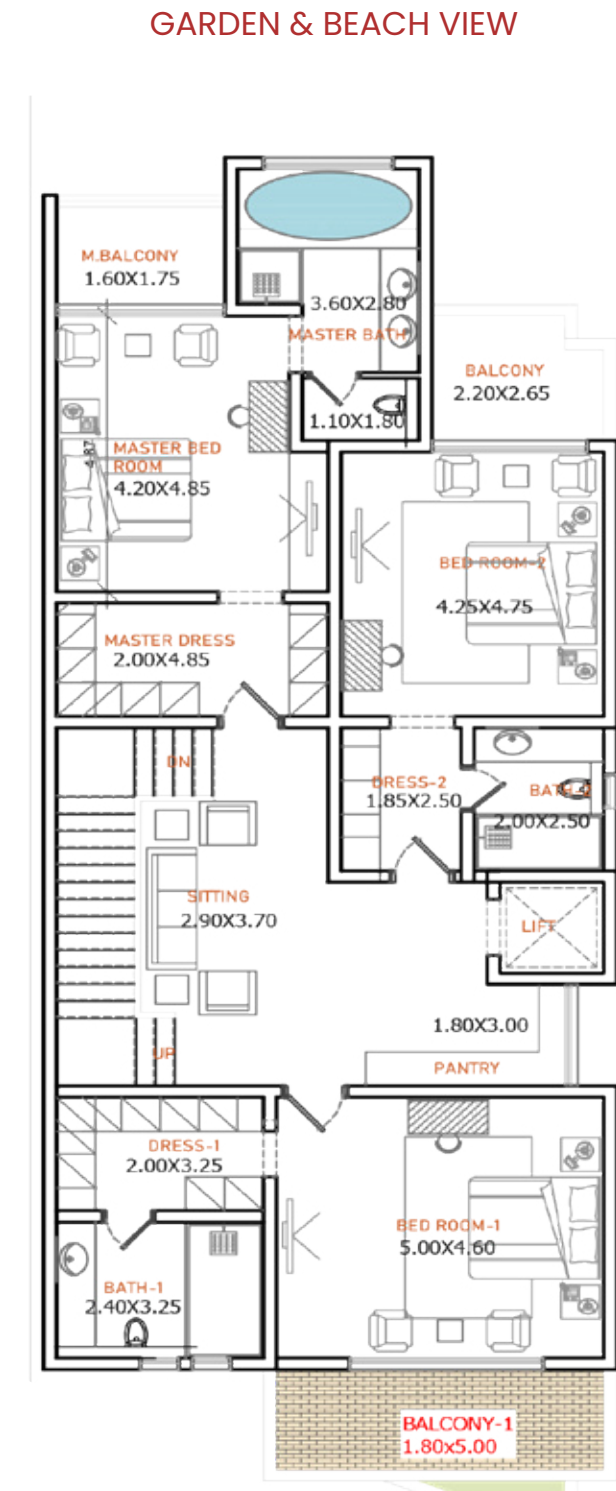 GARDEN & BEACH VIEW
M.BALCONY
1.60X1.75
3.60X2.80
MASTER BATH
BALCONY
2.20X2.65
1.10X1.80
4.87
MASTER BED
ROOM
4.20X4.85
BED ROOM-2
4.25X4.75
MASTER DRESS
2.00X4.85
DN
DRESS-2
1.85X2.50
BATH-2
2.00X2.50
SITTING
2.90X3.70
LIFT
1.80X3.00
PANTRY
UP
DRESS-1
2.00X3.25
BED ROOM-1
5.00X4.60
BATH-1
2.40X3.25
BALCONY-1
1.80x5.00